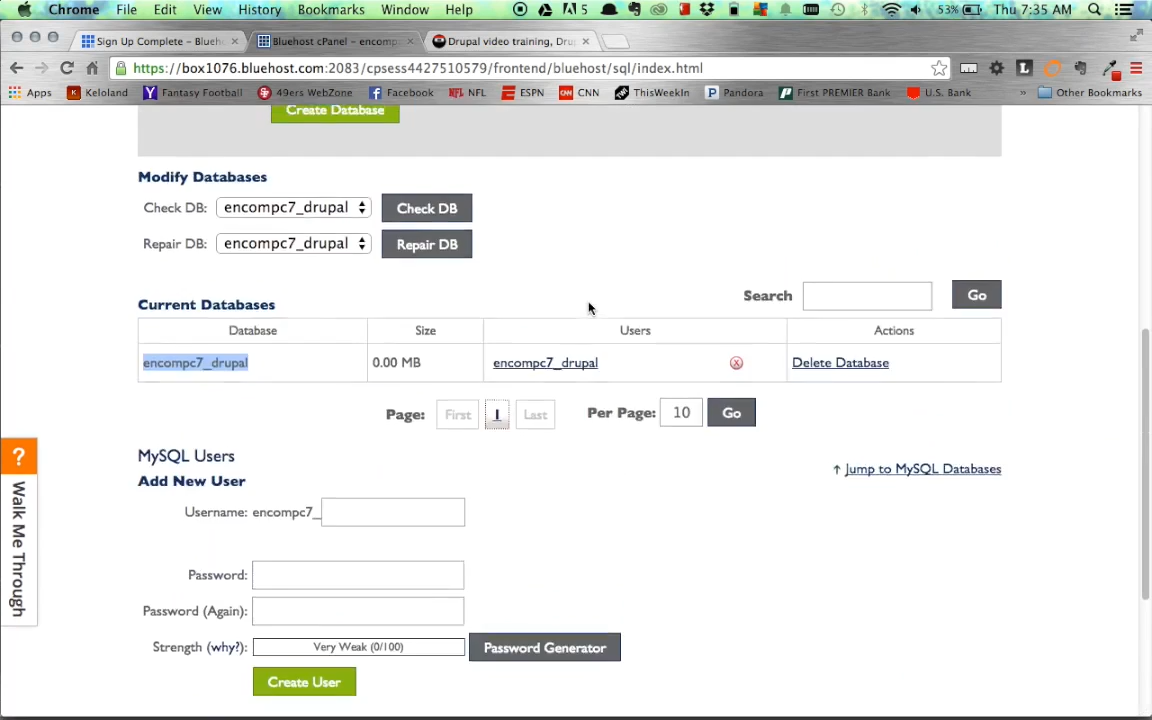 Chrome File Edit View History Bookmarks Window Help 5 53% Thu 7:35 AM
Sign Up Complete – Blueh × Bluehost cPanel – encomp × Drupal video training, Dru ×
https://box1076.bluehost.com:2083/cpsess4427510579/frontend/bluehost/sql/index.html
Apps Keloland Fantasy Football 49ers WebZone Facebook NFL ESPN CNN ThisWeekIn Pandora First PREMIER Bank U.S. Bank » Other Bookmarks
Create Database
Modify Databases
Check DB: encompc7_drupal Check DB
Repair DB: encompc7_drupal Repair DB
Search Go
Current Databases
Database Size Users Actions
encompc7_drupal 0.00 MB encompc7_drupal Delete Database
Page: First 1 Last Per Page: 10 Go
MySQL Users
↑ Jump to MySQL Databases
Add New User
Username: encompc7_
Password:
Password (Again):
Strength (why?): Very Weak (0/100) Password Generator
Create User
? Walk Me Through